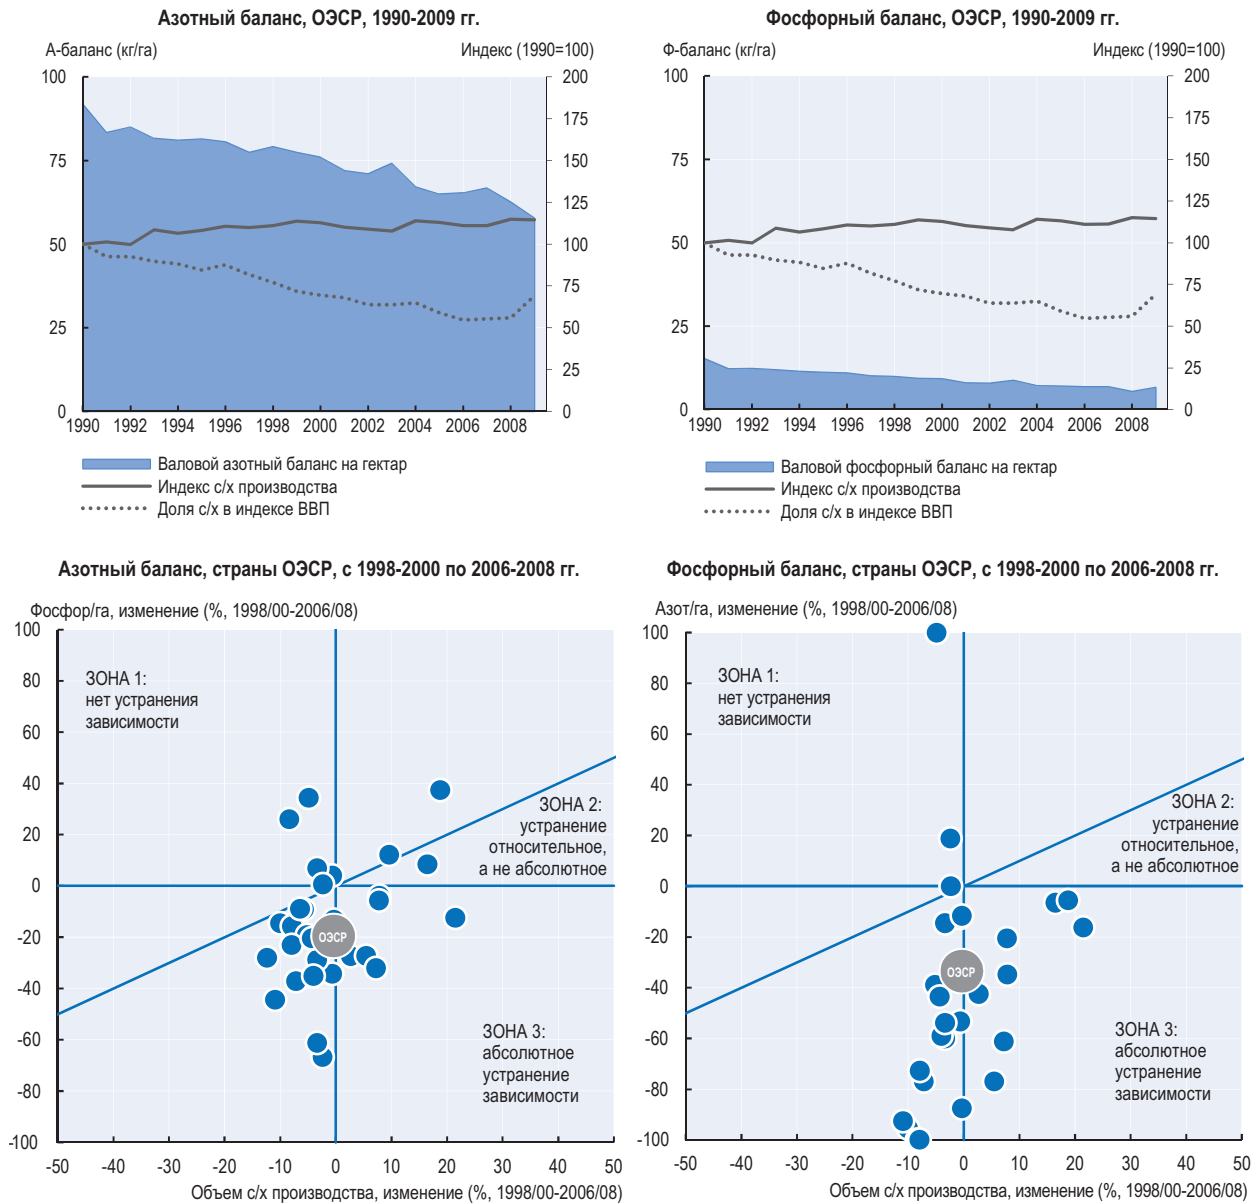 Азотный баланс, ОЭСР, 1990-2009 гг.
А-баланс (кг/га)
Индекс (1990=100)
100
75
50
25
0
200
175
150
125
100
75
50
25
0
1990 1992 1994 1996 1998 2000 2002 2004 2006 2008
Валовой азотный баланс на гектар
Индекс с/х производства
Доля с/х в индексе ВВП
Фосфорный баланс, ОЭСР, 1990-2009 гг.
Ф-баланс (кг/га)
Индекс (1990=100)
100
75
50
25
0
200
175
150
125
100
75
50
25
0
1990 1992 1994 1996 1998 2000 2002 2004 2006 2008
Валовой фосфорный баланс на гектар
Индекс с/х производства
Доля с/х в индексе ВВП
Азотный баланс, страны ОЭСР, с 1998-2000 по 2006-2008 гг.
Фосфор/га, изменение (%, 1998/00-2006/08)
100
80
60
40
20
0
-20
-40
-60
-80
-100
ЗОНА 1:
нет устранения
зависимости
ЗОНА 2:
устранение
относительное,
а не абсолютное
ОЭСР
ЗОНА 3:
абсолютное
устранение
зависимости
-50 -40 -30 -20 -10 0 10 20 30 40 50
Объем с/х производства, изменение (%, 1998/00-2006/08)
Фосфорный баланс, страны ОЭСР, с 1998-2000 по 2006-2008 гг.
Азот/га, изменение (%, 1998/00-2006/08)
100
80
60
40
20
0
-20
-40
-60
-80
-100
ЗОНА 1:
нет устранения
зависимости
ЗОНА 2:
устранение
относительное,
а не абсолютное
ОЭСР
ЗОНА 3:
абсолютное
устранение
зависимости
-50 -40 -30 -20 -10 0 10 20 30 40 50
Объем с/х производства, изменение (%, 1998/00-2006/08)